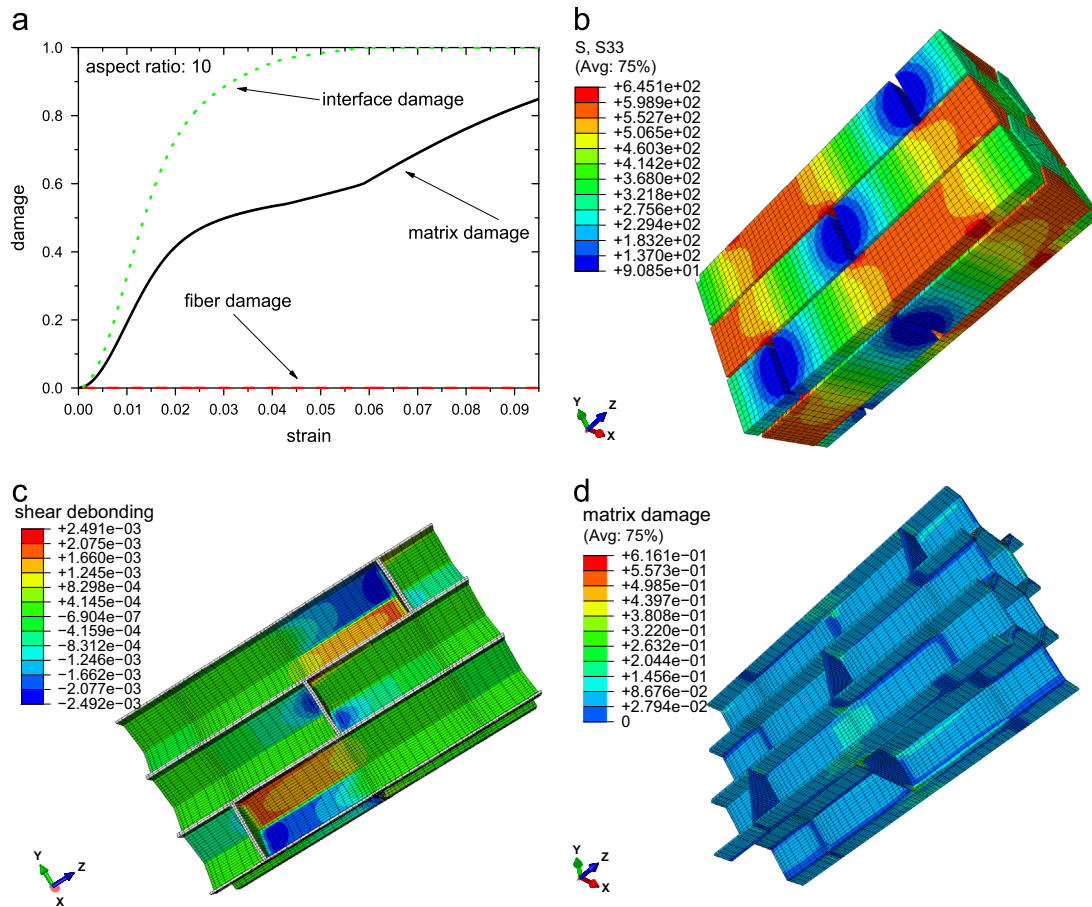 a
aspect ratio: 10
interface damage
matrix damage
fiber damage
damage
1.0
0.8
0.6
0.4
0.2
0.0
0.00 0.01 0.02 0.03 0.04 0.05 0.06 0.07 0.08 0.09
strain
b
S, S33
(Avg: 75%)
+6.451e+02
+5.989e+02
+5.527e+02
+5.065e+02
+4.603e+02
+4.142e+02
+3.680e+02
+3.218e+02
+2.756e+02
+2.294e+02
+1.832e+02
+1.370e+02
+9.085e+01
Y
Z
X
c
shear debonding
+2.491e−03
+2.075e−03
+1.660e−03
+1.245e−03
+8.298e−04
+4.145e−04
−6.904e−07
−4.159e−04
−8.312e−04
−1.246e−03
−1.662e−03
−2.077e−03
−2.492e−03
Y
Z
X
d
matrix damage
(Avg: 75%)
+6.161e−01
+5.573e−01
+4.985e−01
+4.397e−01
+3.808e−01
+3.220e−01
+2.632e−01
+2.044e−01
+1.456e−01
+8.676e−02
+2.794e−02
0
Y
Z
X